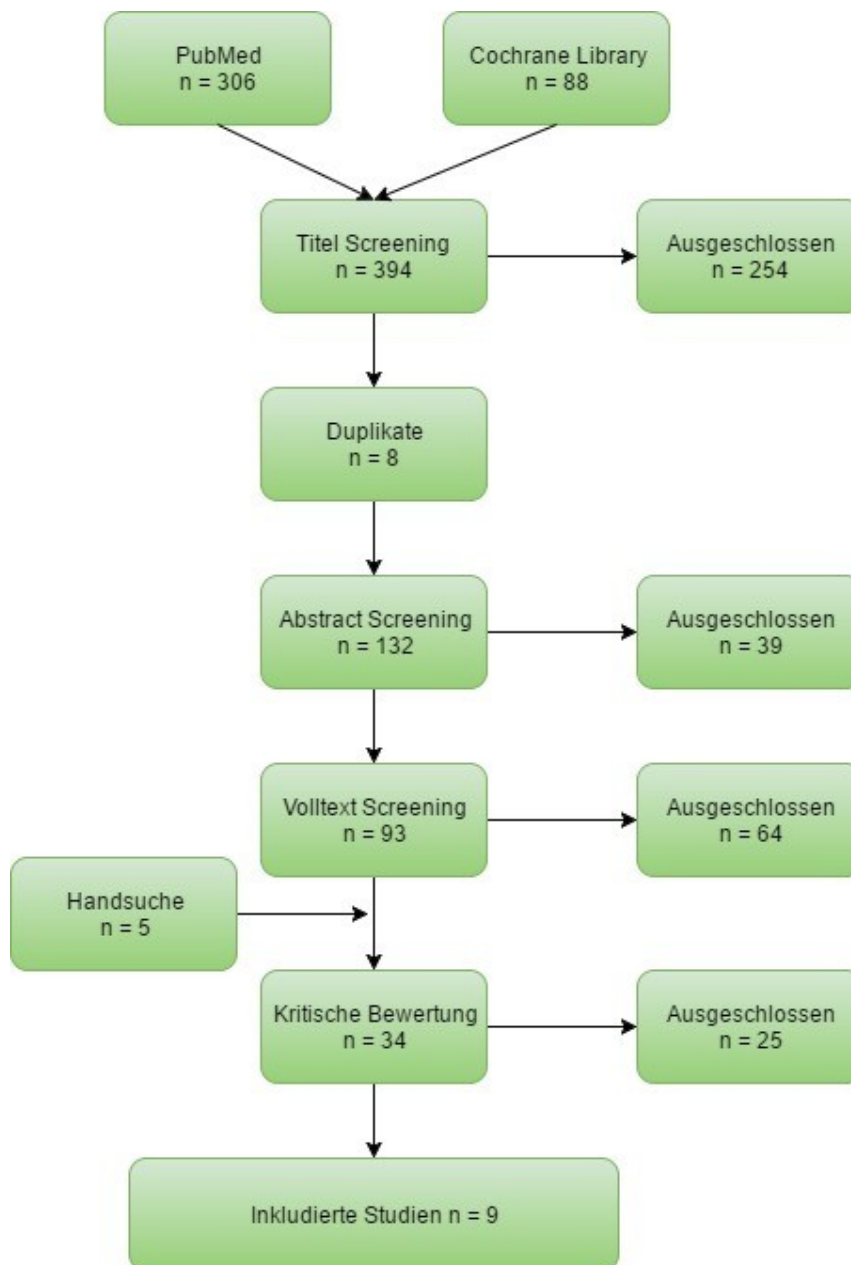 PubMed
n = 306
Cochrane Library
n = 88
Titel Screening
n = 394
Ausgeschlossen
n = 254
Duplikate
n = 8
Abstract Screening
n = 132
Ausgeschlossen
n = 39
Volltext Screening
n = 93
Ausgeschlossen
n = 64
Handsuche
n = 5
Kritische Bewertung
n = 34
Ausgeschlossen
n = 25
Inkludierte Studien n = 9